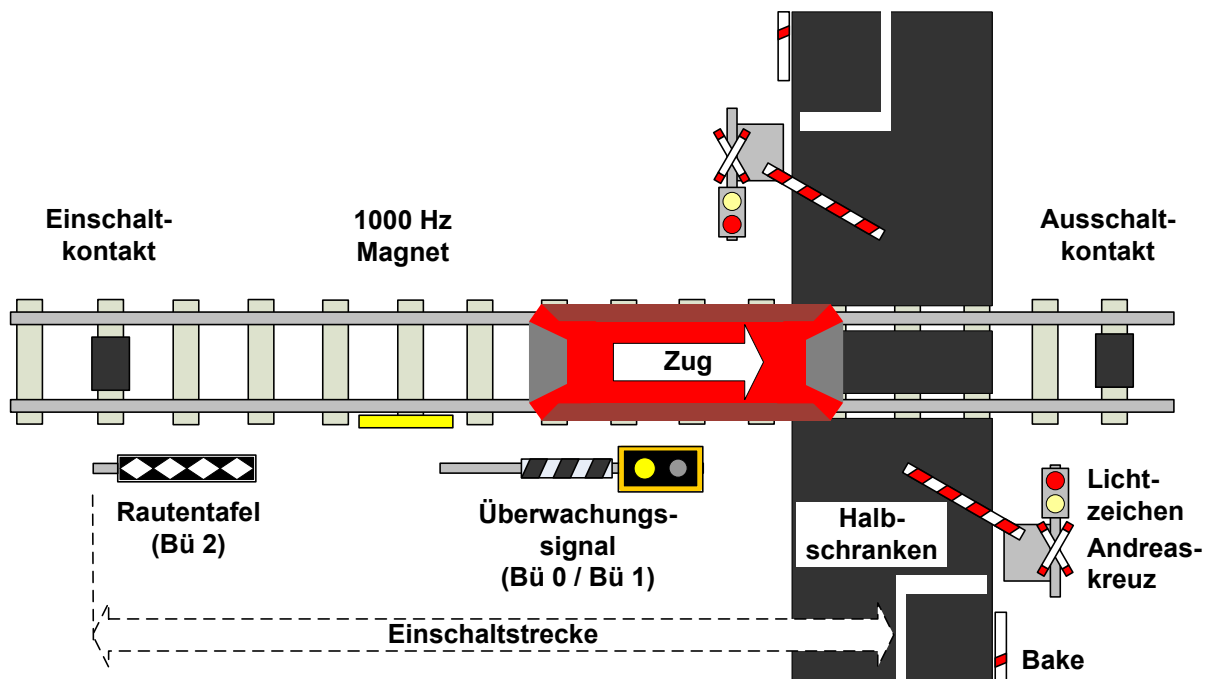 Einschalt-
kontakt
1000 Hz
Magnet
Ausschalt-
kontakt
Zug
Rautentafel
(Bü 2)
Überwachungs-
signal
(Bü 0 / Bü 1)
Halb-
schranken
Licht-
zeichen
Andreas-
kreuz
Einschaltstrecke
Bake